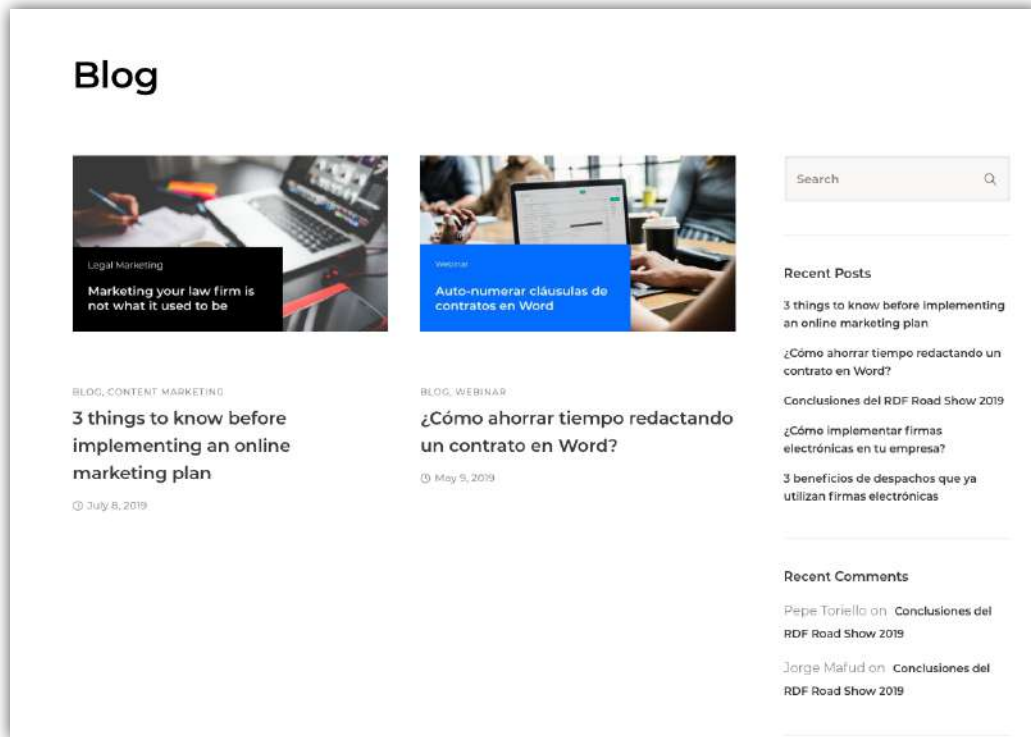 Blog
Legal Marketing
Marketing your law firm is
not what it used to be
BLOG, CONTENT MARKETING
3 things to know before
implementing an online
marketing plan
July 8, 2019
Webinar
Auto-numerar cláusulas de
contratos en Word
BLOG, WEBINAR
¿Cómo ahorrar tiempo redactando
un contrato en Word?
May 9, 2019
Search
Recent Posts
3 things to know before implementing
an online marketing plan
¿Cómo ahorrar tiempo redactando un
contrato en Word?
Conclusiones del RDF Road Show 2019
¿Cómo implementar firmas
electrónicas en tu empresa?
3 beneficios de despachos que ya
utilizan firmas electrónicas
Recent Comments
Pepe Toriello on Conclusiones del
RDF Road Show 2019
Jorge Mafud on Conclusiones del
RDF Road Show 2019